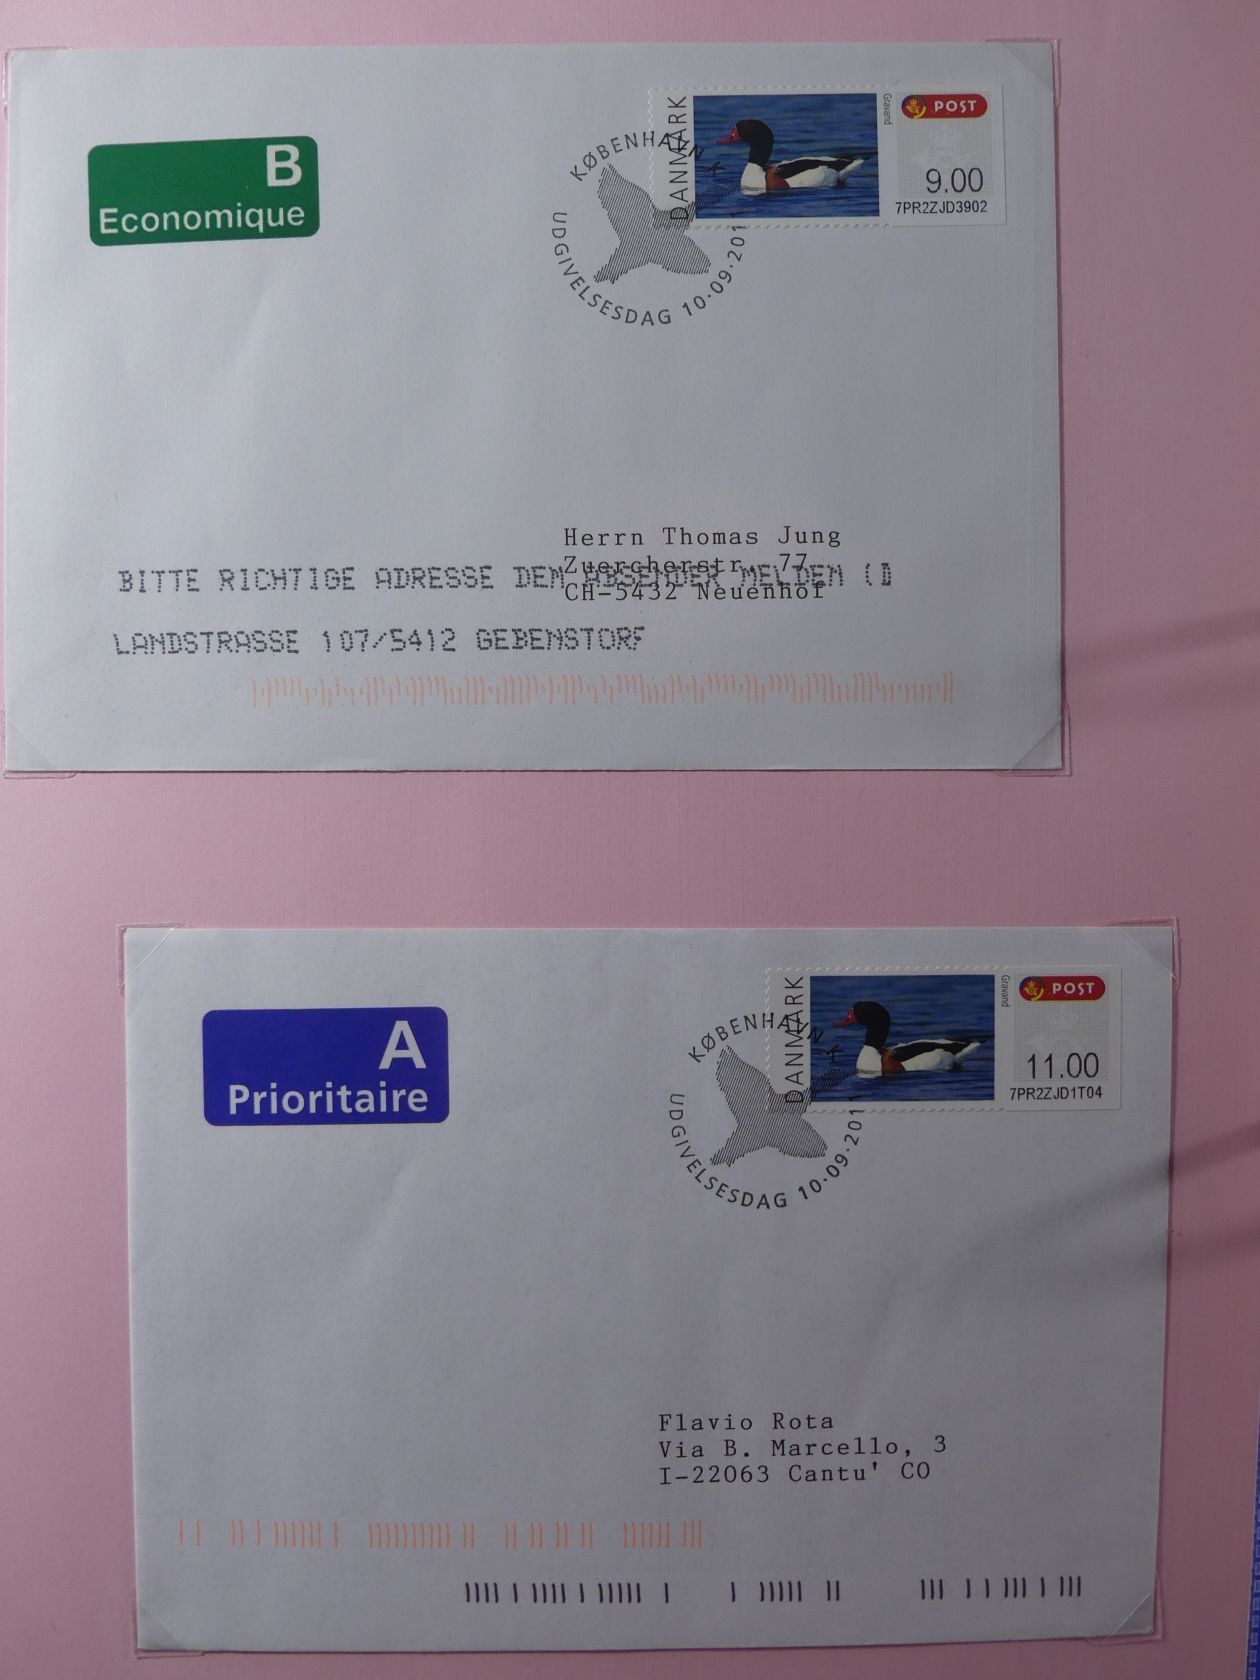 B
Economique
DANMARK
Gravand
POST
9.00
7PR2ZJD3902
KØBENHAVN K
UDGIVELSESDAG 10.09.2011
Herrn Thomas Jung
Zuercherstr. 77
CH-5432 Neuenhof
BITTE RICHTIGE ADRESSE DEM ABSENDER MELDEN (D
LANDSTRASSE 107/5412 GEBENSTORF
A
Prioritaire
DANMARK
Gravand
POST
11.00
7PR2ZJD1T04
KØBENHAVN K
UDGIVELSESDAG 10.09.2011
Flavio Rota
Via B. Marcello, 3
I-22063 Cantu' CO